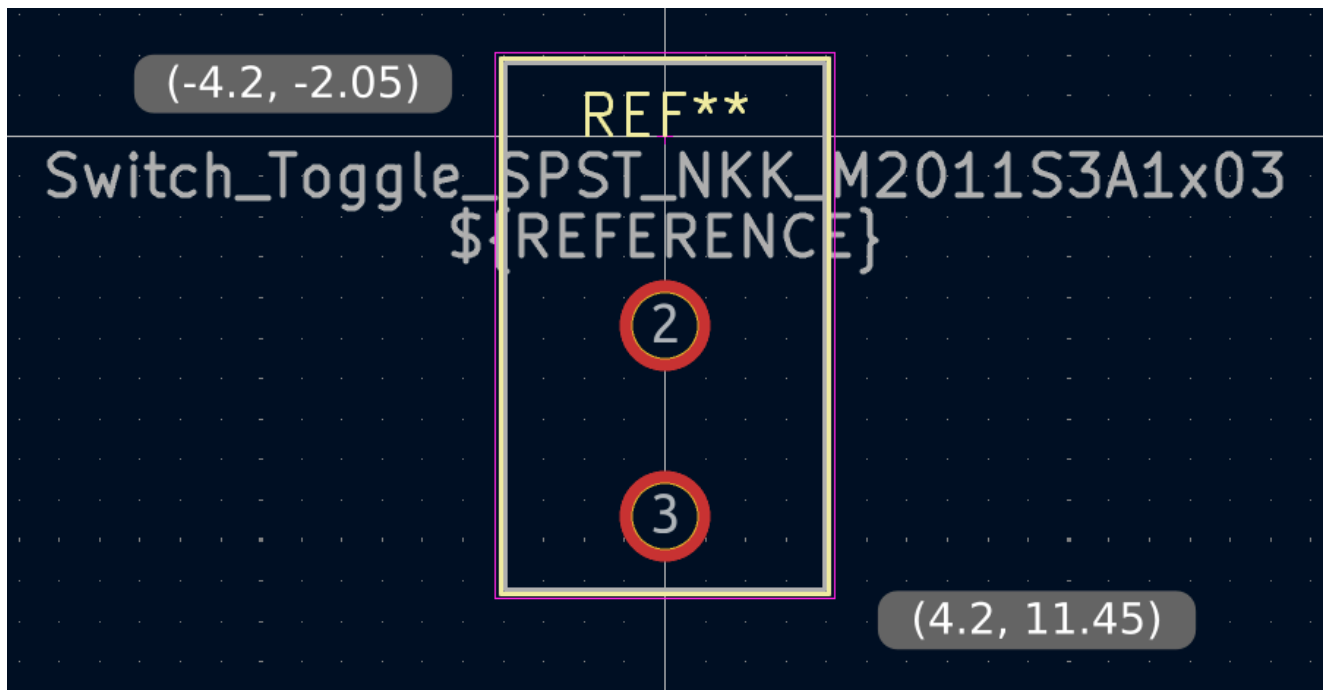 (-4.2, -2.05)
REF**
Switch_Toggle_SPST_NKK_M2011S3A1x03
${REFERENCE}
2
3
(4.2, 11.45)